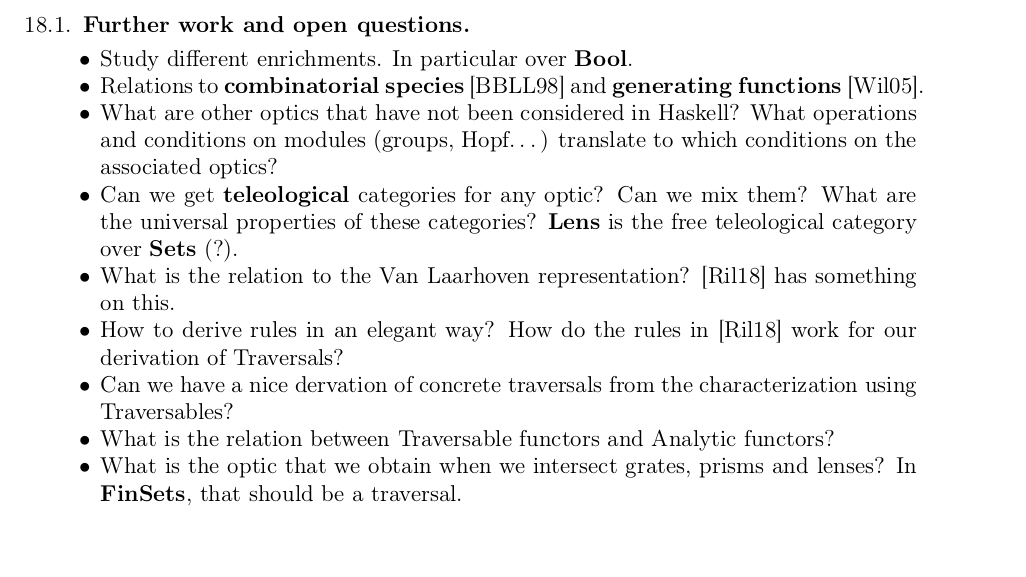 18.1. Further work and open questions.
• Study different enrichments. In particular over Bool.
• Relations to combinatorial species [BBLL98] and generating functions [Wil05].
• What are other optics that have not been considered in Haskell? What operations
and conditions on modules (groups, Hopf...) translate to which conditions on the
associated optics?
• Can we get teleological categories for any optic? Can we mix them? What are
the universal properties of these categories? Lens is the free teleological category
over Sets (?).
• What is the relation to the Van Laarhoven representation? [Ril18] has something
on this.
• How to derive rules in an elegant way? How do the rules in [Ril18] work for our
derivation of Traversals?
• Can we have a nice dervation of concrete traversals from the characterization using
Traversables?
• What is the relation between Traversable functors and Analytic functors?
• What is the optic that we obtain when we intersect grates, prisms and lenses? In
FinSets, that should be a traversal.